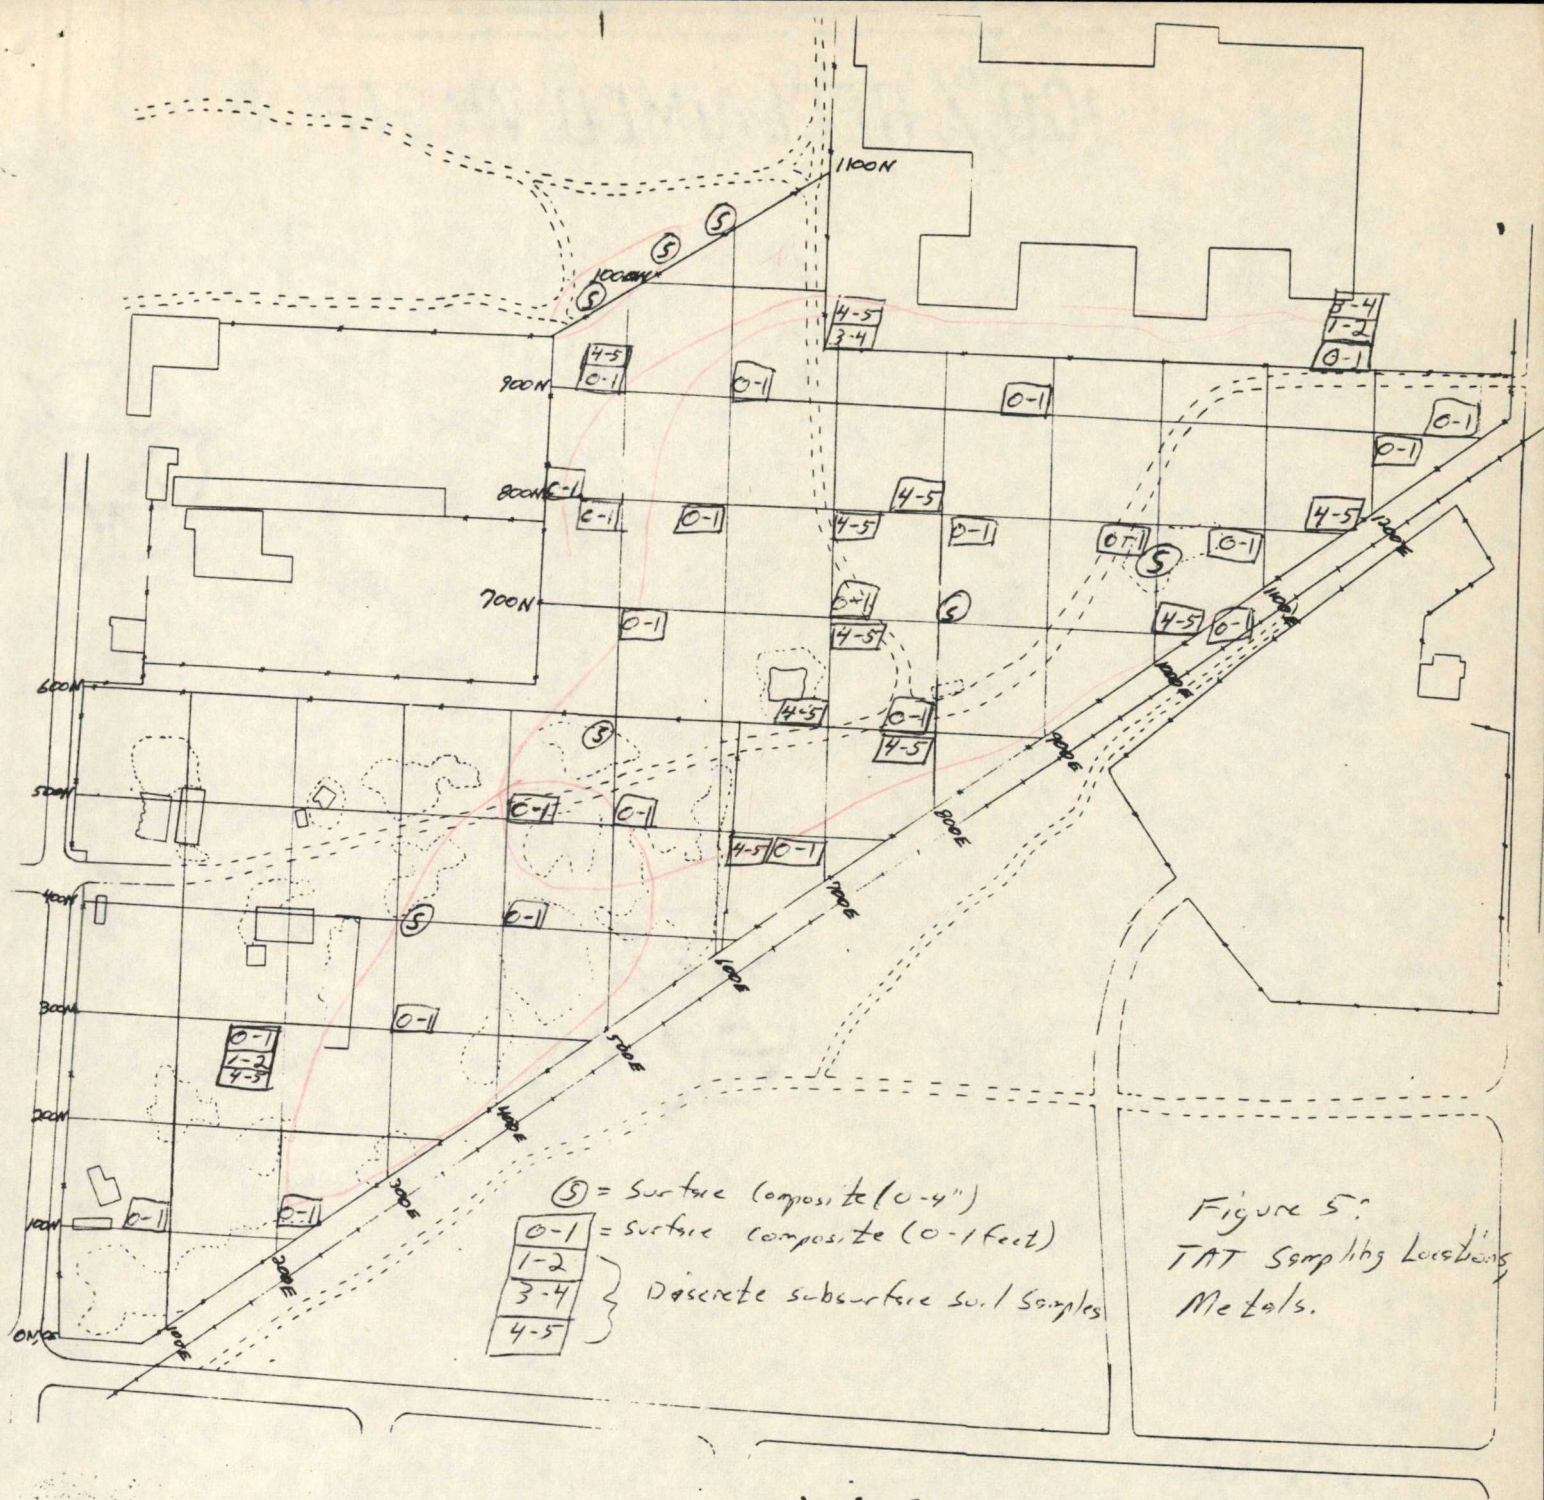 1100N
S
S
1000N
S
4-5
3-4
3-4
1-2
0-1
4-5
0-1
900N
0-1
0-1
0-1
0-1
800N
0-1
0-1
0-1
4-5
4-5
0-1
0-1
0-1
4-5
1200E
S
700N
0-1
0-1
4-5
S
4-5
0-1
1100E
1000E
600N
S
4-5
0-1
4-5
900E
500N
0-1
0-1
4-5
0-1
800E
400N
S
0-1
700E
600E
300N
0-1
0-1
1-2
4-5
500E
200N
400E
100N
0-1
0-1
300E
200E
0N,0E
100E
S = Surface Composite (0-4")
0-1 = Surface composite (0-1 feet)
1-2
3-4
4-5
Discrete subsurface soil Samples
Figure 5:
TAT Sampling Locations,
Metals.